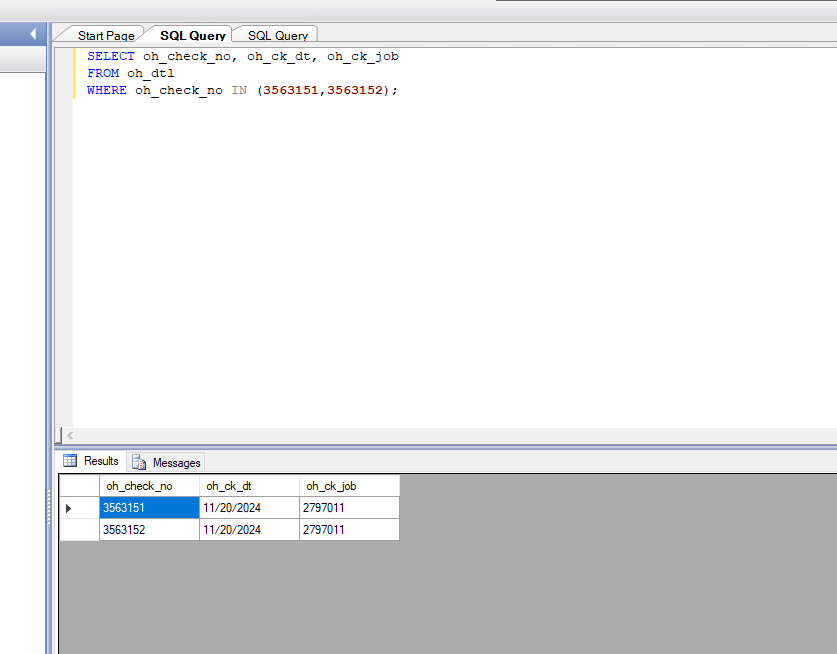 Start Page SQL Query SQL Query
SELECT oh_check_no, oh_ck_dt, oh_ck_job
FROM oh_dtl
WHERE oh_check_no IN (3563151,3563152);
Results Messages
oh_check_no oh_ck_dt oh_ck_job
3563151 11/20/2024 2797011
3563152 11/20/2024 2797011